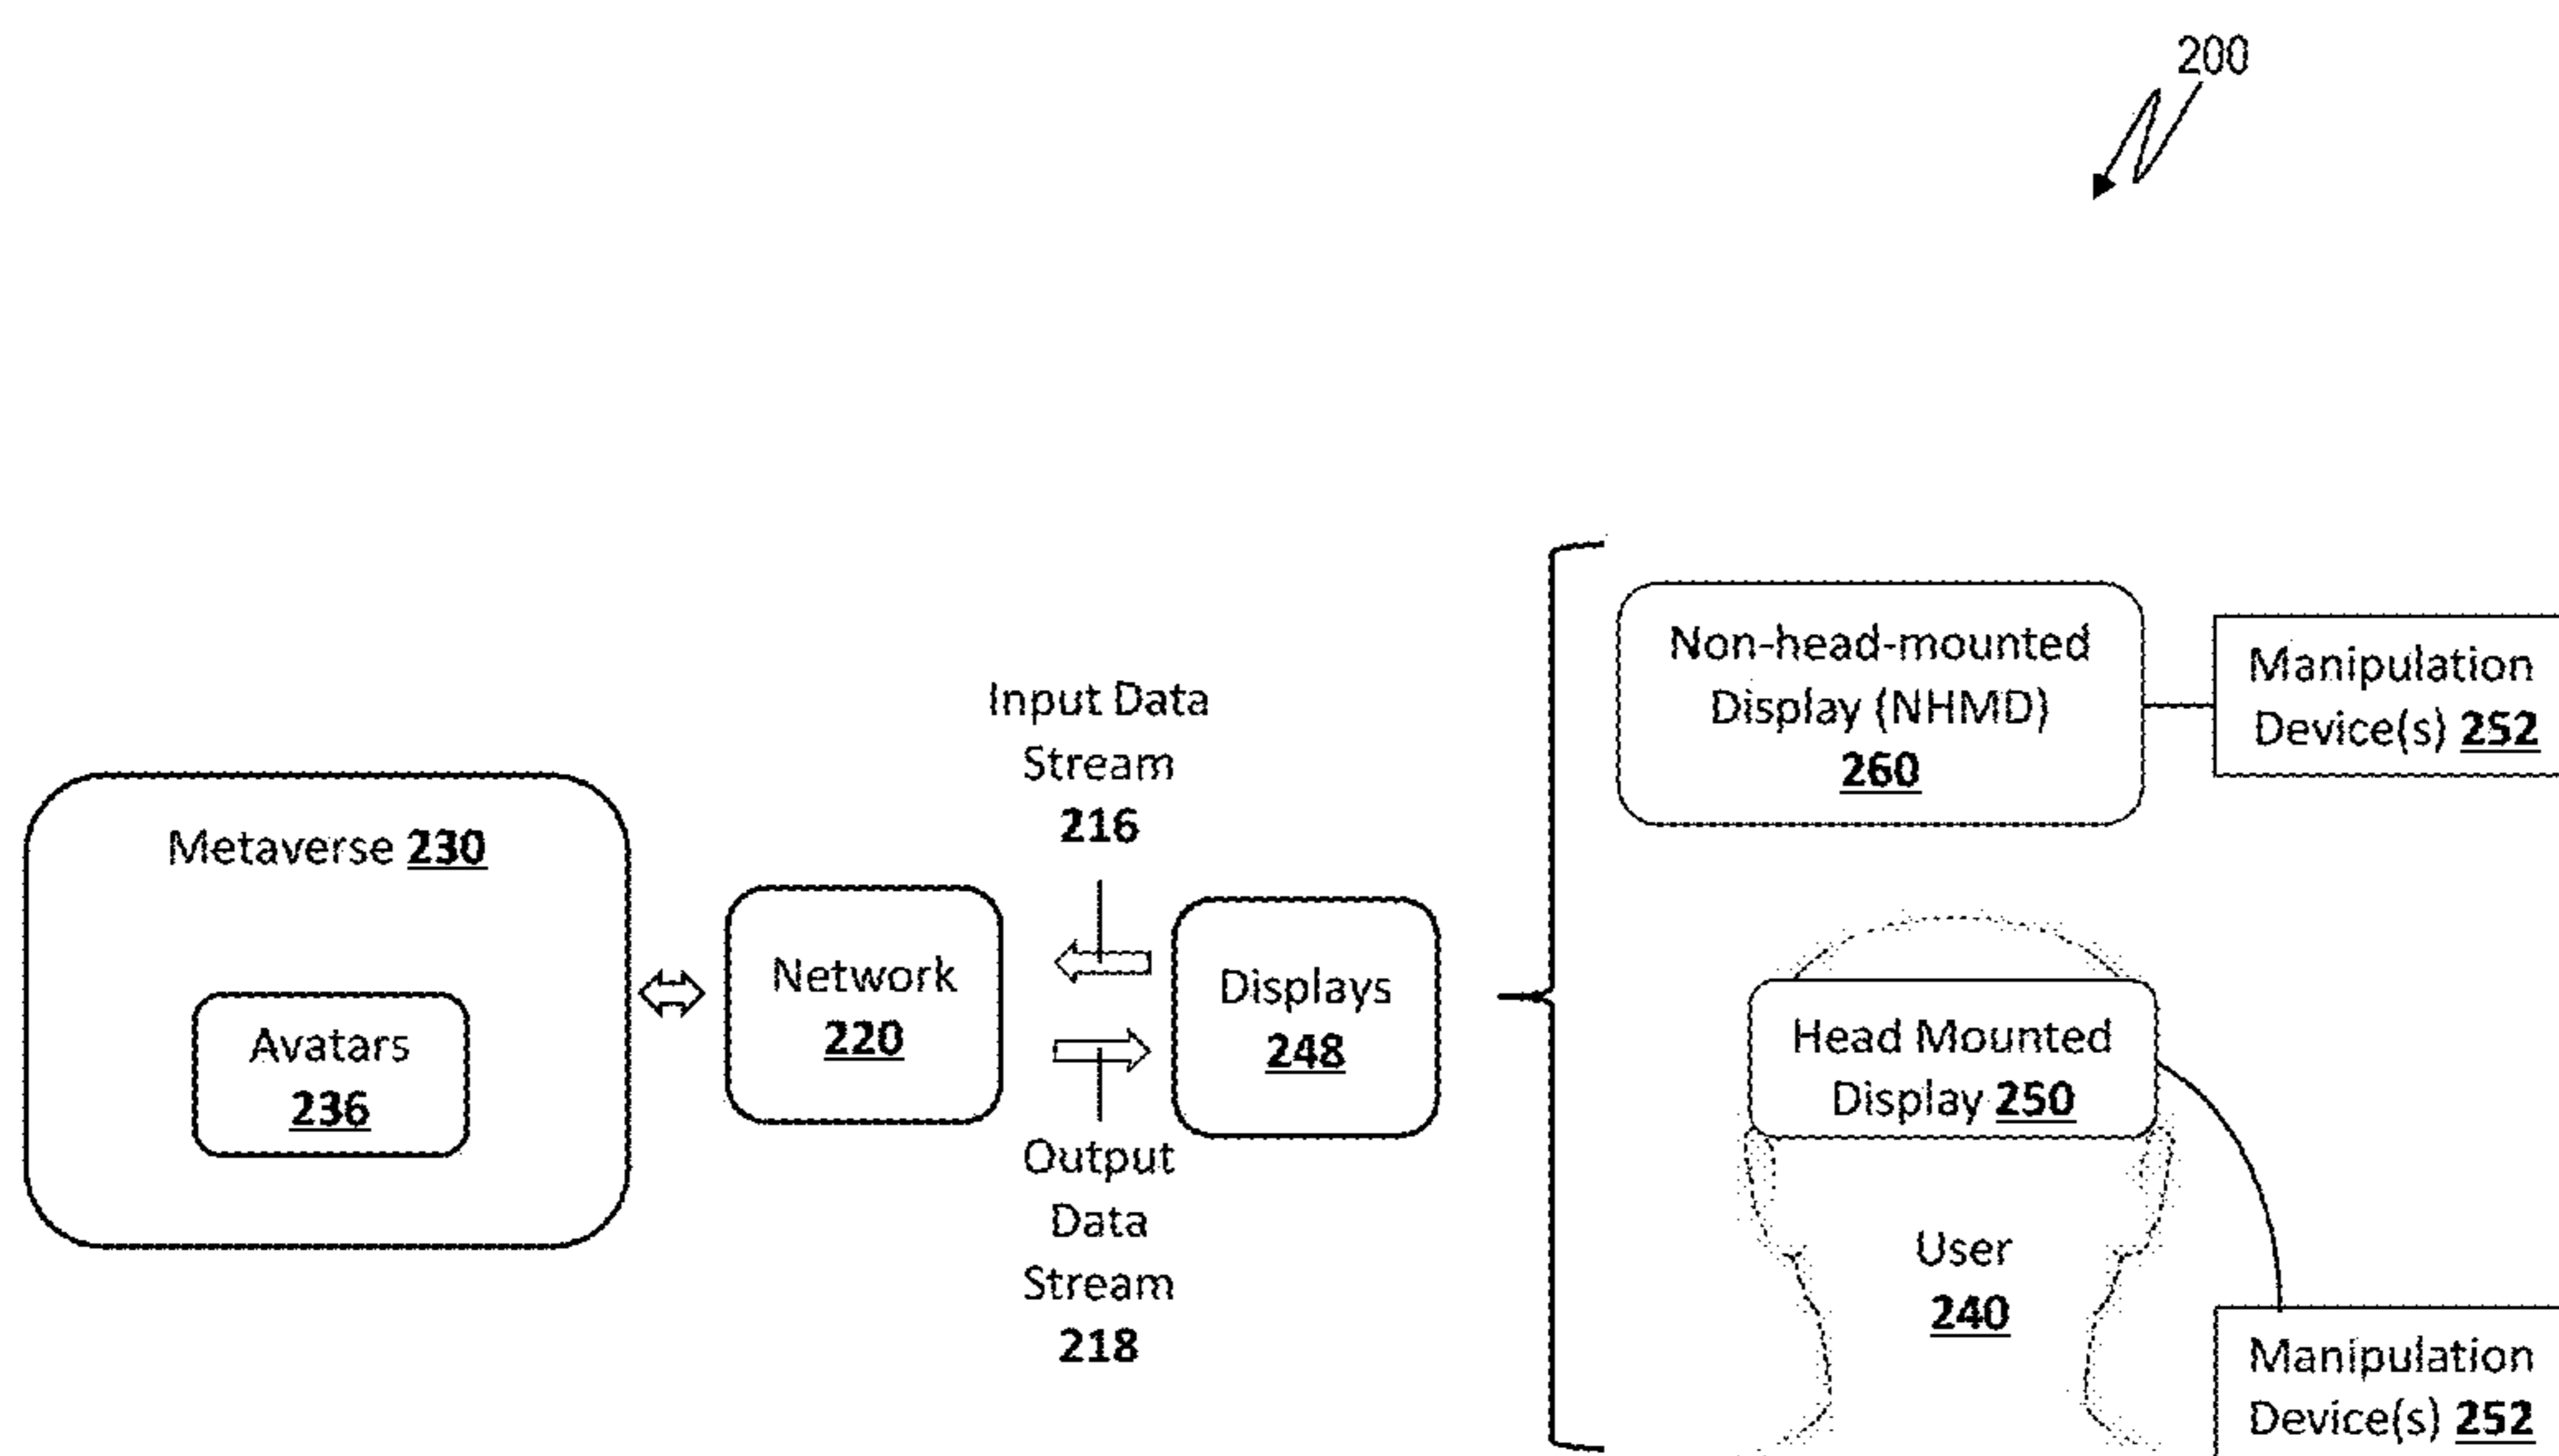 200
Metaverse 230
Avatars
236
Network
220
Input Data
Stream
216
Output
Data
Stream
218
Displays
248
Non-head-mounted
Display (NHMD)
260
Manipulation
Device(s) 252
Head Mounted
Display 250
User
240
Manipulation
Device(s) 252